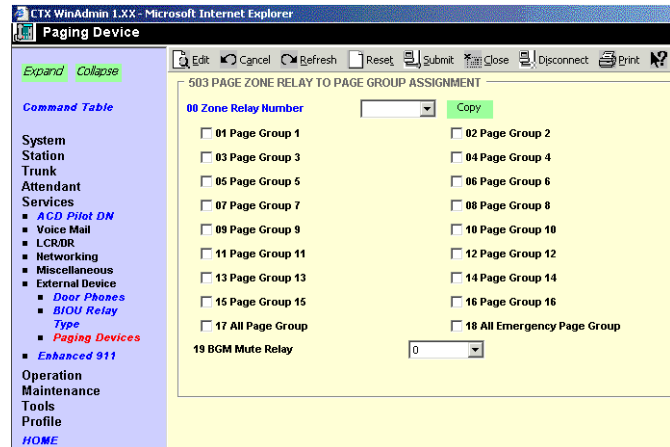 CTX WinAdmin 1.XX - Microsoft Internet Explorer
Paging Device
Edit Cancel Refresh Reset Submit Close Disconnect Print
Expand Collapse
Command Table
System
Station
Trunk
Attendant
Services
ACD Pilot DN
Voice Mail
LCR/DR
Networking
Miscellaneous
External Device
Door Phones
BIOU Relay
Type
Paging Devices
Enhanced 911
Operation
Maintenance
Tools
Profile
HOME
503 PAGE ZONE RELAY TO PAGE GROUP ASSIGNMENT
00 Zone Relay Number Copy
01 Page Group 1 02 Page Group 2
03 Page Group 3 04 Page Group 4
05 Page Group 5 06 Page Group 6
07 Page Group 7 08 Page Group 8
09 Page Group 9 10 Page Group 10
11 Page Group 11 12 Page Group 12
13 Page Group 13 14 Page Group 14
15 Page Group 15 16 Page Group 16
17 All Page Group 18 All Emergency Page Group
19 BGM Mute Relay 0